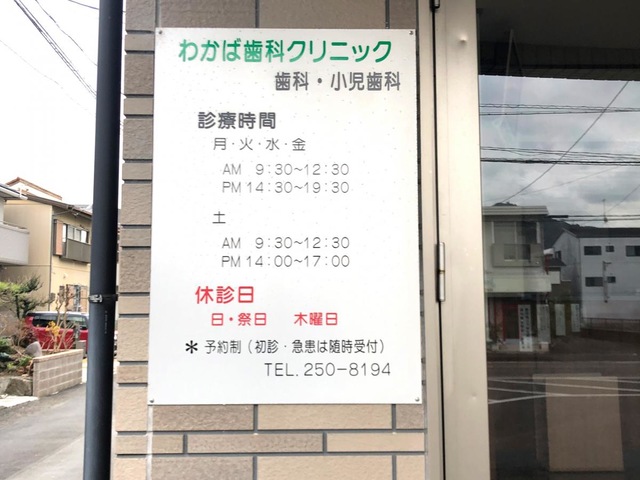 わかば歯科クリニック
歯科・小児歯科
診療時間
月・火・水・金
AM 9:30~12:30
PM 14:30~19:30
土
AM 9:30~12:30
PM 14:00~17:00
休診日
日・祭日 木曜日
＊予約制（初診・急患は随時受付）
TEL. 250-8194